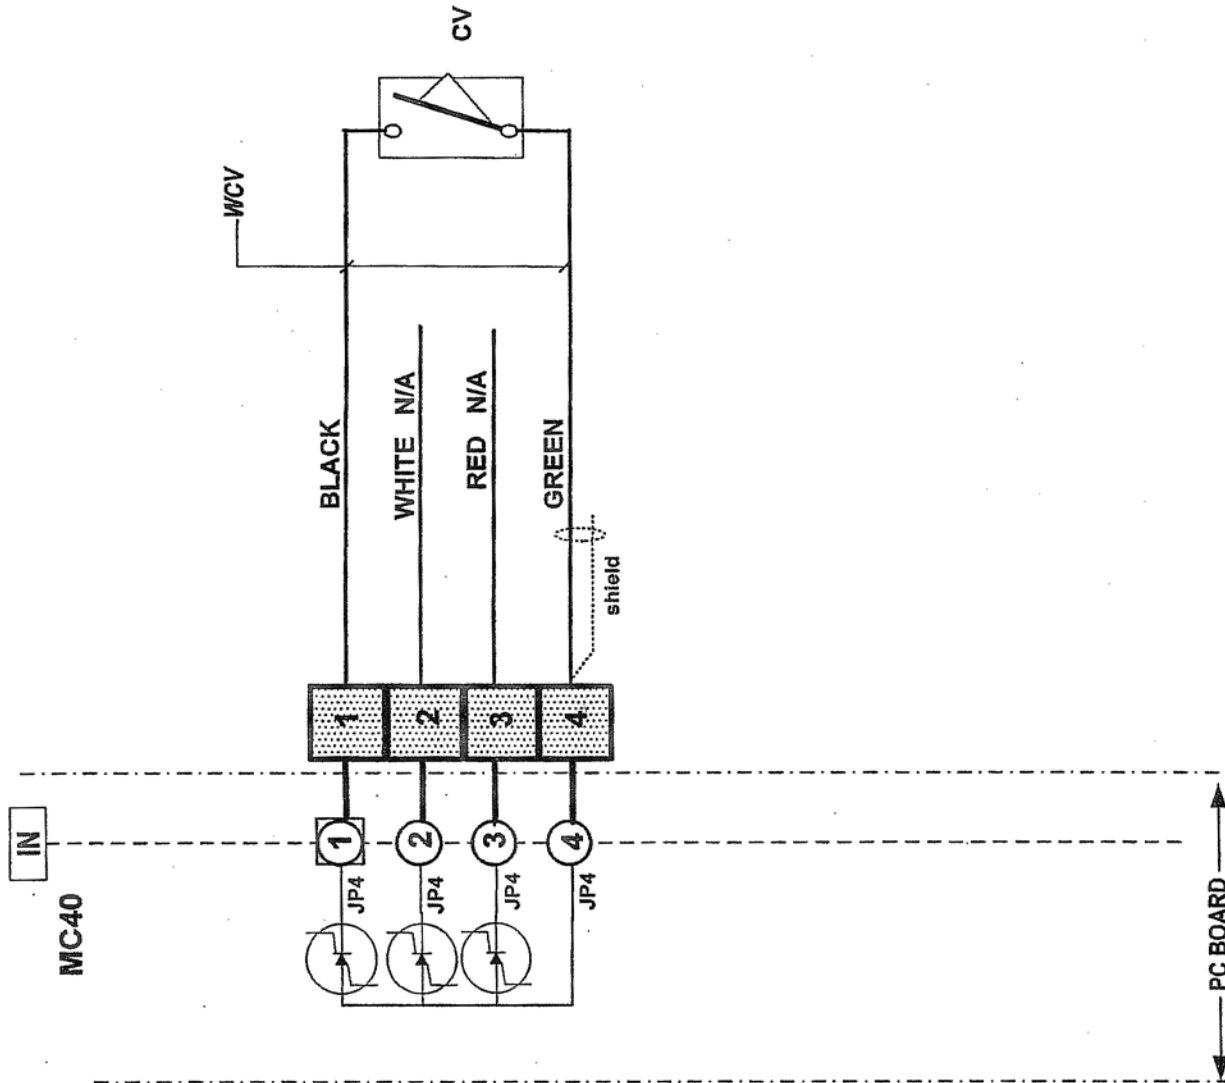 MC40
IN
PC BOARD
1
JP4
2
JP4
3
JP4
4
JP4
1
2
3
4
BLACK
WHITE N/A
RED N/A
GREEN
shield
WCV
CV